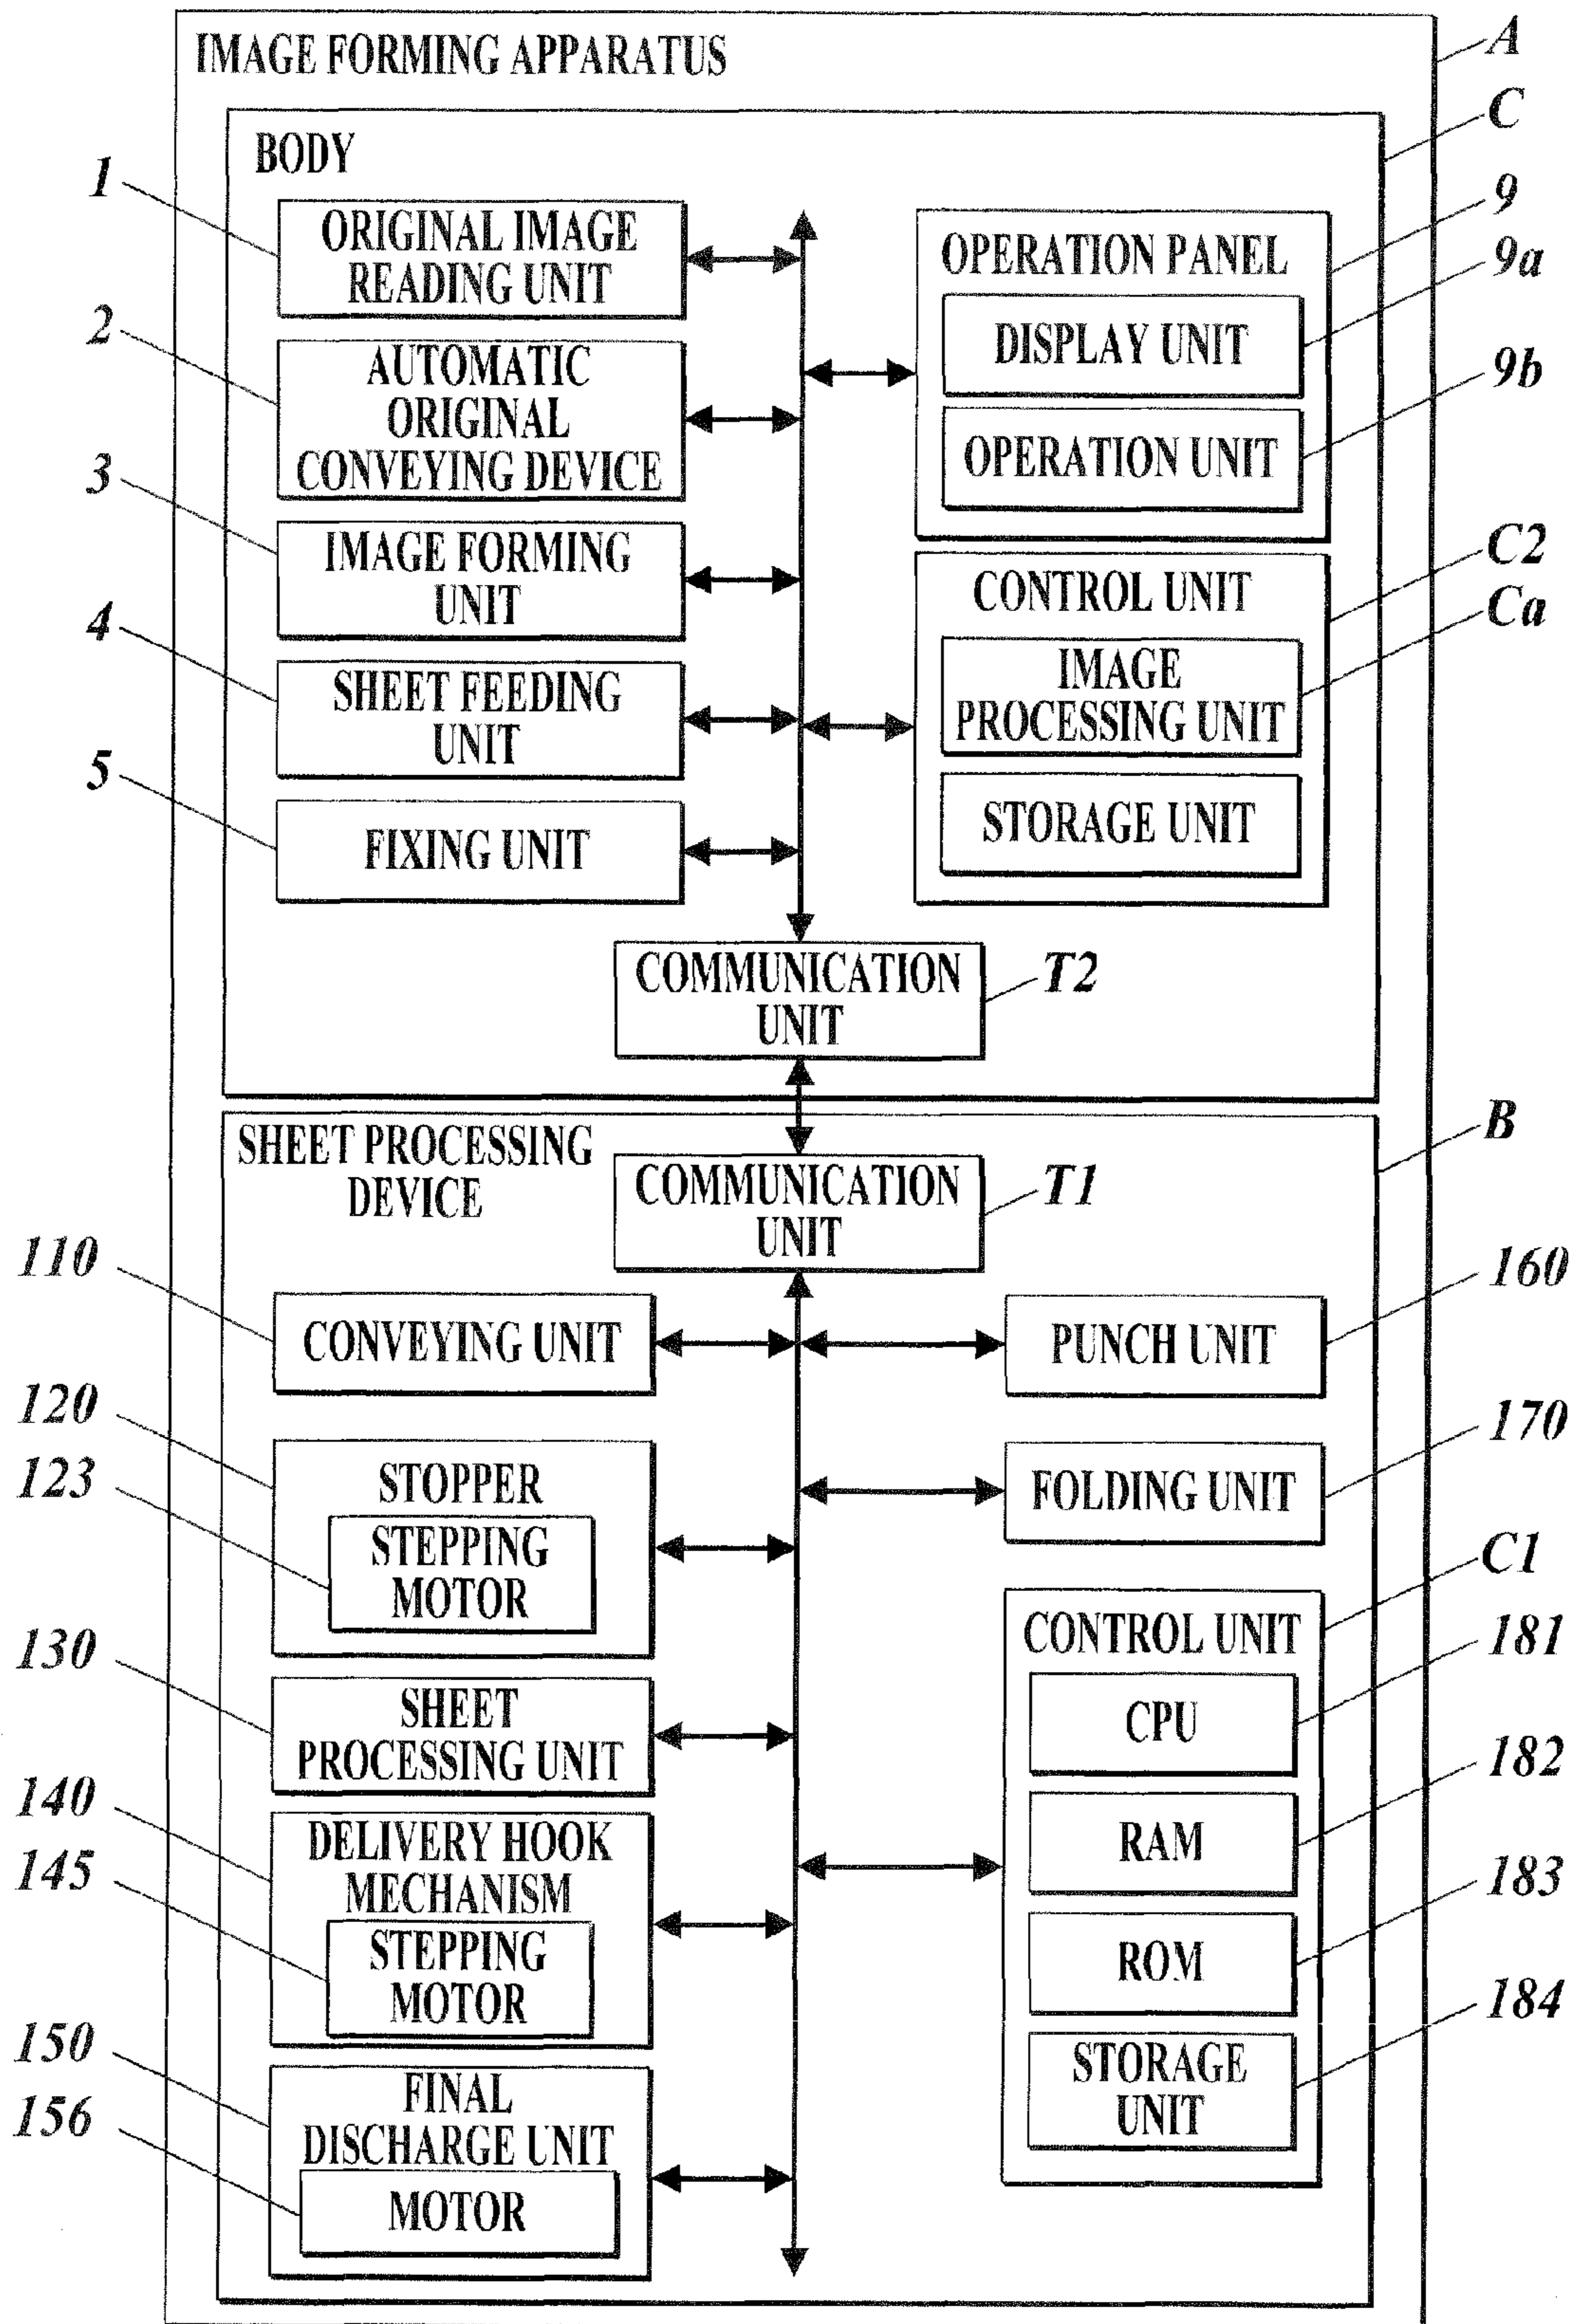 IMAGE FORMING APPARATUS
A
BODY
C
1
ORIGINAL IMAGE
READING UNIT
2
AUTOMATIC
ORIGINAL
CONVEYING DEVICE
3
IMAGE FORMING
UNIT
4
SHEET FEEDING
UNIT
5
FIXING UNIT
9
OPERATION PANEL
9a
DISPLAY UNIT
9b
OPERATION UNIT
C2
CONTROL UNIT
Ca
IMAGE
PROCESSING UNIT
STORAGE UNIT
COMMUNICATION
UNIT
T2
SHEET PROCESSING
DEVICE
B
COMMUNICATION
UNIT
T1
110
CONVEYING UNIT
120
STOPPER
123
STEPPING
MOTOR
130
SHEET
PROCESSING UNIT
140
DELIVERY HOOK
MECHANISM
145
STEPPING
MOTOR
150
FINAL
DISCHARGE UNIT
156
MOTOR
160
PUNCH UNIT
170
FOLDING UNIT
C1
CONTROL UNIT
181
CPU
182
RAM
183
ROM
184
STORAGE
UNIT